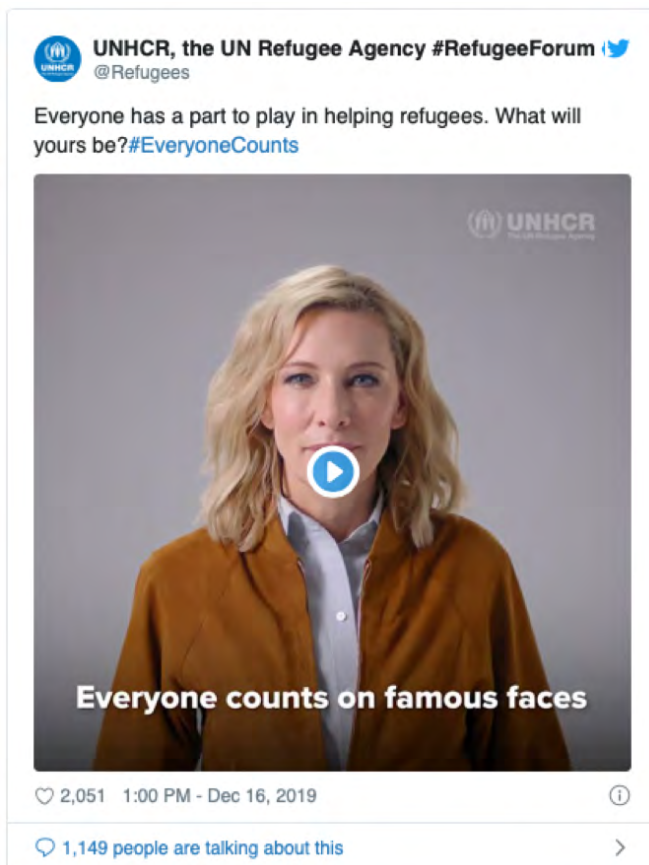 UNHCR, the UN Refugee Agency #RefugeeForum
UNHCR
@Refugees
Everyone has a part to play in helping refugees. What will
yours be?#EveryoneCounts
UNHCR
The UN Refugee Agency
Everyone counts on famous faces
2,051 1:00 PM - Dec 16, 2019
1,149 people are talking about this